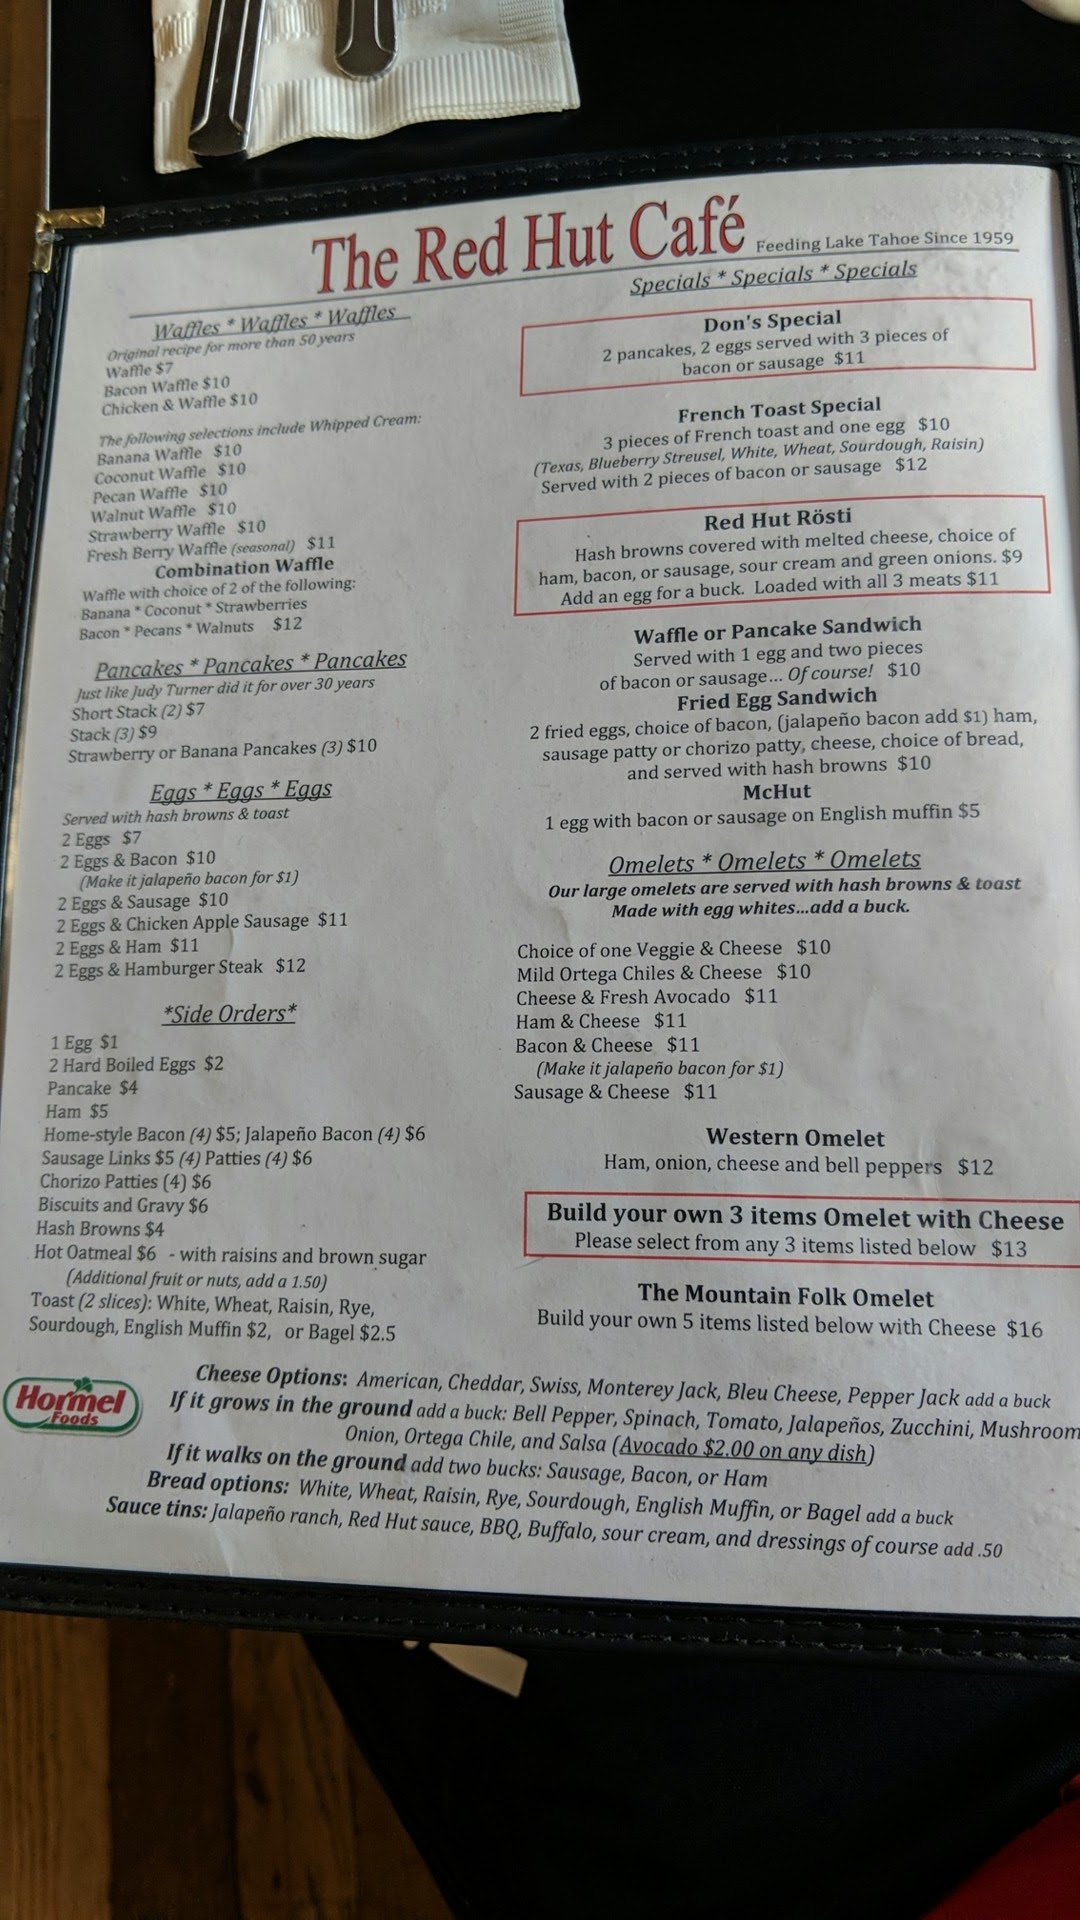 The Red Hut Café
Feeding Lake Tahoe Since 1959
Waffles * Waffles * Waffles
Original recipe for more than 50 years
Waffle $7
Bacon Waffle $10
Chicken & Waffle $10
The following selections include Whipped Cream:
Banana Waffle $10
Coconut Waffle $10
Pecan Waffle $10
Walnut Waffle $10
Strawberry Waffle $10
Fresh Berry Waffle (seasonal) $11
Combination Waffle
Waffle with choice of 2 of the following:
Banana * Coconut * Strawberries
Bacon * Pecans * Walnuts $12
Pancakes * Pancakes * Pancakes
Just like Judy Turner did it for over 30 years
Short Stack (2) $7
Stack (3) $9
Strawberry or Banana Pancakes (3) $10
Eggs * Eggs * Eggs
Served with hash browns & toast
2 Eggs $7
2 Eggs & Bacon $10
(Make it jalapeño bacon for $1)
2 Eggs & Sausage $10
2 Eggs & Chicken Apple Sausage $11
2 Eggs & Ham $11
2 Eggs & Hamburger Steak $12
*Side Orders*
1 Egg $1
2 Hard Boiled Eggs $2
Pancake $4
Ham $5
Home-style Bacon (4) $5; Jalapeño Bacon (4) $6
Sausage Links $5 (4) Patties (4) $6
Chorizo Patties (4) $6
Biscuits and Gravy $6
Hash Browns $4
Hot Oatmeal $6 - with raisins and brown sugar
(Additional fruit or nuts, add a 1.50)
Toast (2 slices): White, Wheat, Raisin, Rye,
Sourdough, English Muffin $2, or Bagel $2.5
Specials * Specials * Specials
Don's Special
2 pancakes, 2 eggs served with 3 pieces of
bacon or sausage $11
French Toast Special
3 pieces of French toast and one egg $10
(Texas, Blueberry Streusel, White, Wheat, Sourdough, Raisin)
Served with 2 pieces of bacon or sausage $12
Red Hut Rösti
Hash browns covered with melted cheese, choice of
ham, bacon, or sausage, sour cream and green onions. $9
Add an egg for a buck. Loaded with all 3 meats $11
Waffle or Pancake Sandwich
Served with 1 egg and two pieces
of bacon or sausage... Of course! $10
Fried Egg Sandwich
2 fried eggs, choice of bacon, (jalapeño bacon add $1) ham,
sausage patty or chorizo patty, cheese, choice of bread,
and served with hash browns $10
McHut
1 egg with bacon or sausage on English muffin $5
Omelets * Omelets * Omelets
Our large omelets are served with hash browns & toast
Made with egg whites...add a buck.
Choice of one Veggie & Cheese $10
Mild Ortega Chiles & Cheese $10
Cheese & Fresh Avocado $11
Ham & Cheese $11
Bacon & Cheese $11
(Make it jalapeño bacon for $1)
Sausage & Cheese $11
Western Omelet
Ham, onion, cheese and bell peppers $12
Build your own 3 items Omelet with Cheese
Please select from any 3 items listed below $13
The Mountain Folk Omelet
Build your own 5 items listed below with Cheese $16
Hormel
Foods
Cheese Options: American, Cheddar, Swiss, Monterey Jack, Bleu Cheese, Pepper Jack add a buck
If it grows in the ground add a buck: Bell Pepper, Spinach, Tomato, Jalapeños, Zucchini, Mushroom
Onion, Ortega Chile, and Salsa (Avocado $2.00 on any dish)
If it walks on the ground add two bucks: Sausage, Bacon, or Ham
Bread options: White, Wheat, Raisin, Rye, Sourdough, English Muffin, or Bagel add a buck
Sauce tins: Jalapeño ranch, Red Hut sauce, BBQ, Buffalo, sour cream, and dressings of course add .50